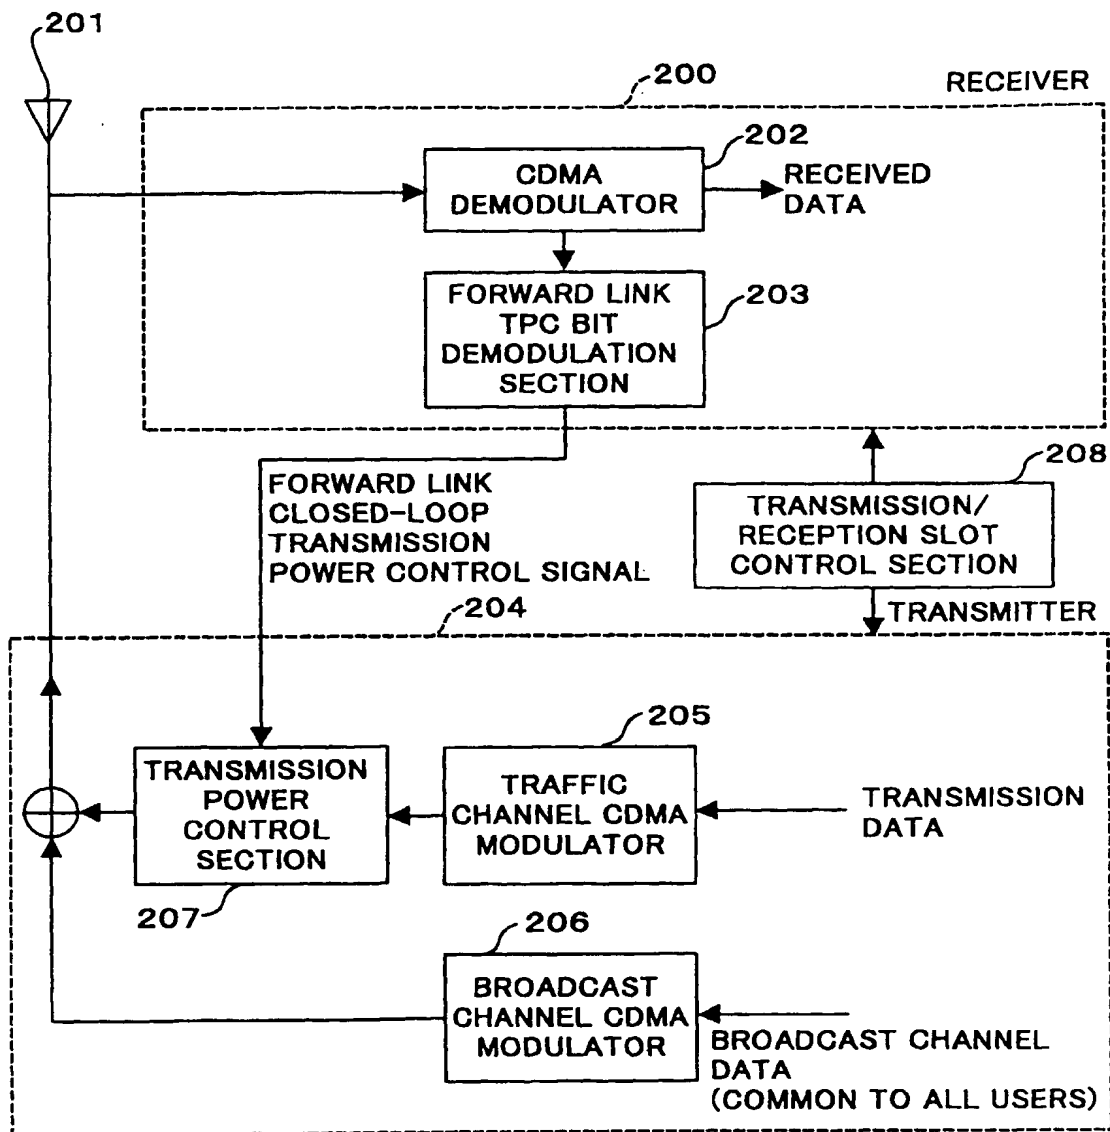 201
200
RECEIVER
202
CDMA
DEMODULATOR
RECEIVED
DATA
203
FORWARD LINK
TPC BIT
DEMODULATION
SECTION
208
FORWARD LINK
CLOSED-LOOP
TRANSMISSION
POWER CONTROL SIGNAL
TRANSMISSION/
RECEPTION SLOT
CONTROL SECTION
204
TRANSMITTER
205
TRANSMISSION
POWER
CONTROL
SECTION
207
TRAFFIC
CHANNEL CDMA
MODULATOR
TRANSMISSION
DATA
206
BROADCAST
CHANNEL CDMA
MODULATOR
BROADCAST CHANNEL
DATA
(COMMON TO ALL USERS)